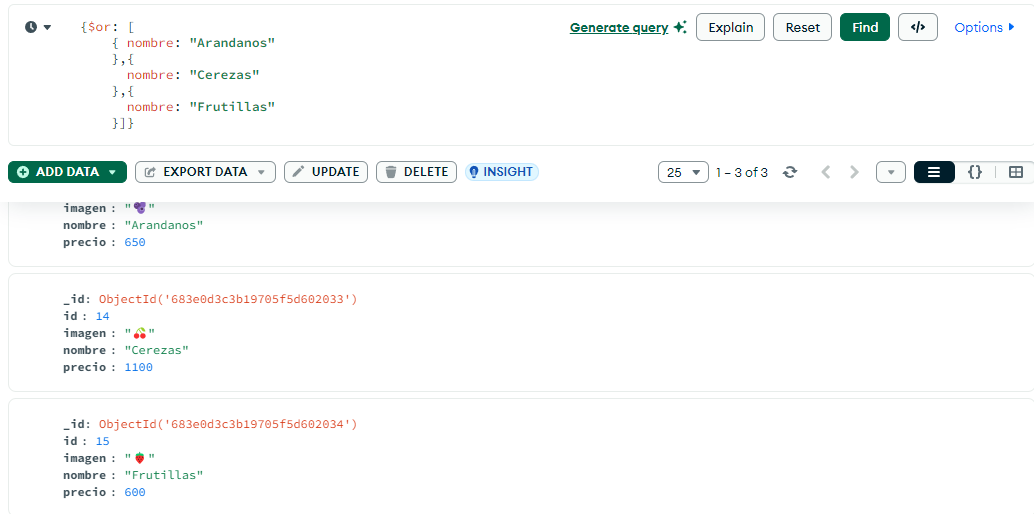 {$or: [
Generate query
Explain
Reset
Find
</>
Options
{ nombre: "Arandanos"
},{
nombre: "Cerezas"
},{
nombre: "Frutillas"
}]}
ADD DATA
EXPORT DATA
UPDATE
DELETE
INSIGHT
25
1 – 3 of 3
{}
imagen : "🍇"
nombre : "Arandanos"
precio : 650
_id: ObjectId('683e0d3c3b19705f5d602033')
id : 14
imagen : "🍒"
nombre : "Cerezas"
precio : 1100
_id: ObjectId('683e0d3c3b19705f5d602034')
id : 15
imagen : "🍓"
nombre : "Frutillas"
precio : 600